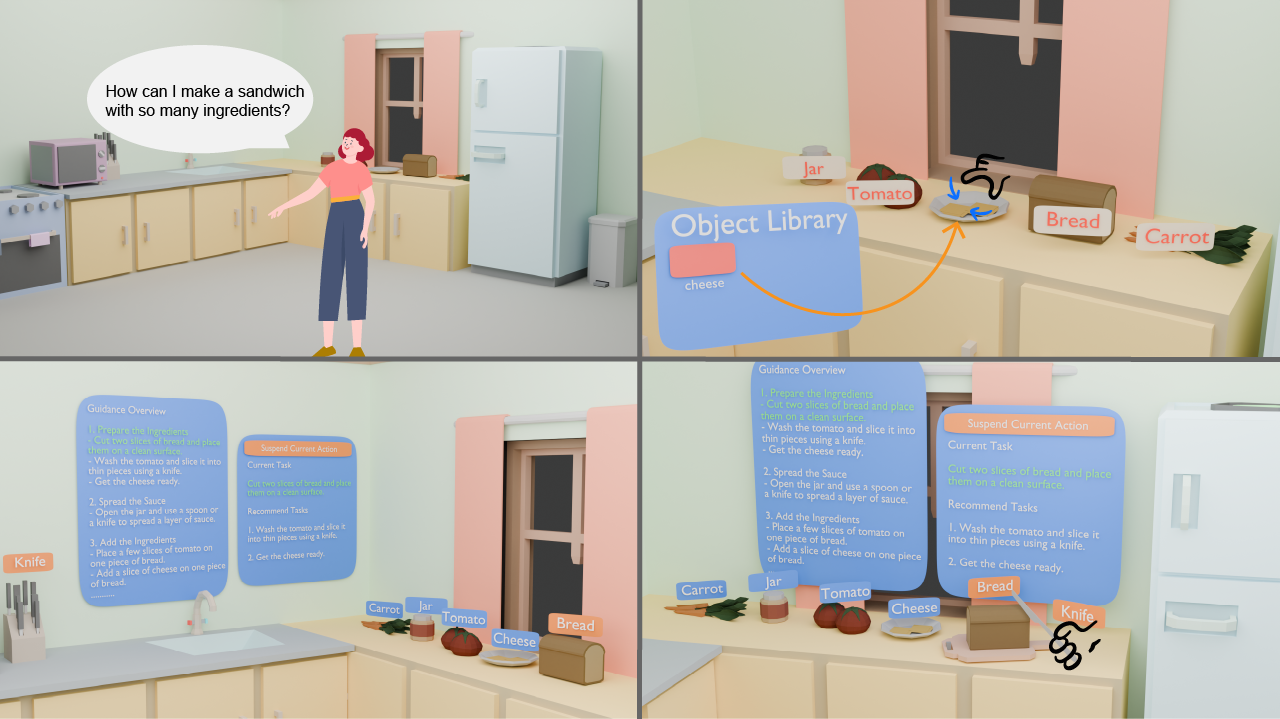 How can I make a sandwich
with so many ingredients?
Jar
Tomato
Bread
Carrot
Object Library
cheese
Guidance Overview
1. Prepare the Ingredients
- Cut two slices of bread and place
them on a clean surface.
- Wash the tomato and slice it into
thin pieces using a knife.
- Get the cheese ready.
2. Spread the Sauce
- Open the jar and use a spoon or
a knife to spread a layer of sauce.
3. Add the Ingredients
- Place a few slices of tomato on
one piece of bread.
- Add a slice of cheese on one piece
of bread.
...........
Suspend Current Action
Current Task
Cut two slices of bread and place
them on a clean surface.
Recommend Tasks
1. Wash the tomato and slice it
into thin pieces using a knife.
2. Get the cheese ready.
Knife
Carrot
Jar
Tomato
Cheese
Bread
Guidance Overview
1. Prepare the Ingredients
- Cut two slices of bread and place
them on a clean surface.
- Wash the tomato and slice it into
thin pieces using a knife.
- Get the cheese ready.
2. Spread the Sauce
- Open the jar and use a spoon or
a knife to spread a layer of sauce.
3. Add the Ingredients
- Place a few slices of tomato on
one piece of bread.
- Add a slice of cheese on one piece
of bread.
Suspend Current Action
Current Task
Cut two slices of bread and place
them on a clean surface.
Recommend Tasks
1. Wash the tomato and slice it
into thin pieces using a knife.
2. Get the cheese ready.
Carrot
Jar
Tomato
Cheese
Bread
Knife